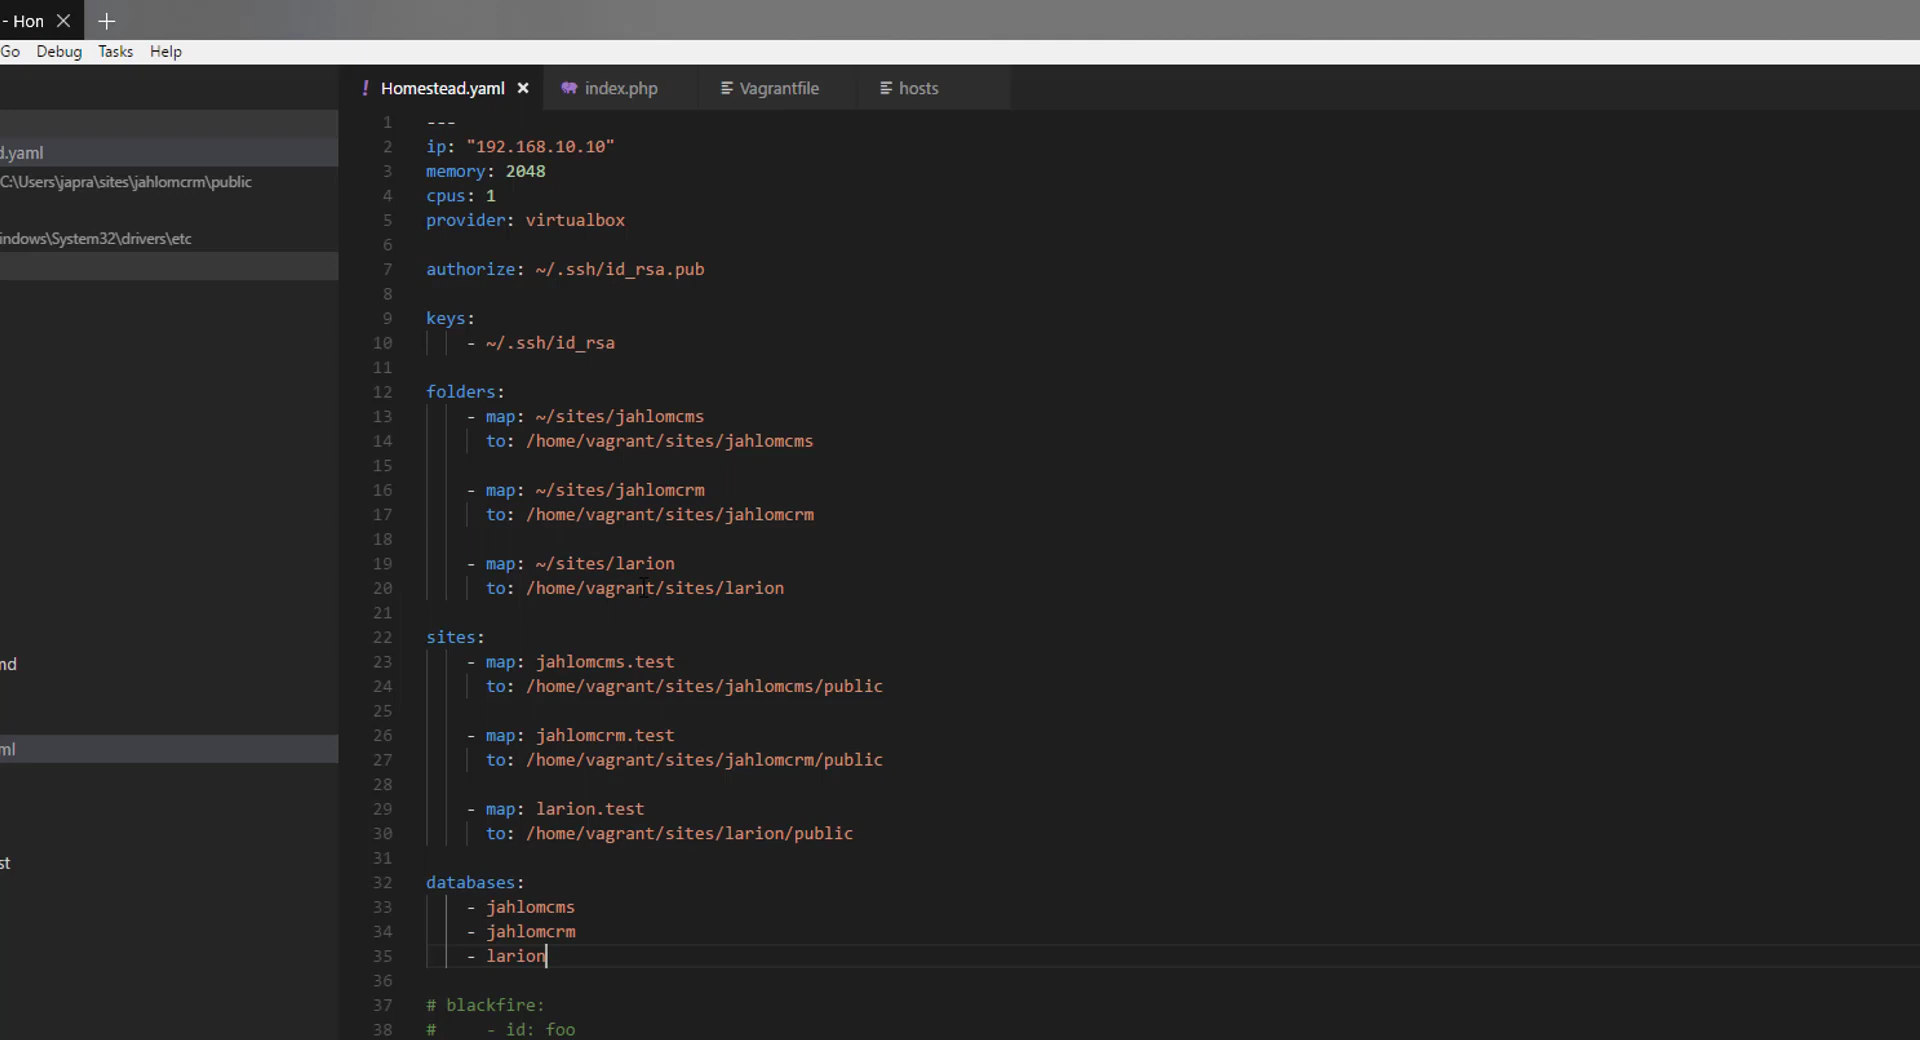 - Hon
Go Debug Tasks Help
! Homestead.yaml × index.php Vagrantfile hosts
d.yaml
C:\Users\japra\sites\jahlomcrm\public
indows\System32\drivers\etc
md
ml
st
1 ---
2 ip: "192.168.10.10"
3 memory: 2048
4 cpus: 1
5 provider: virtualbox
6
7 authorize: ~/.ssh/id_rsa.pub
8
9 keys:
10 - ~/.ssh/id_rsa
11
12 folders:
13 - map: ~/sites/jahlomcms
14 to: /home/vagrant/sites/jahlomcms
15
16 - map: ~/sites/jahlomcrm
17 to: /home/vagrant/sites/jahlomcrm
18
19 - map: ~/sites/larion
20 to: /home/vagrant/sites/larion
21
22 sites:
23 - map: jahlomcms.test
24 to: /home/vagrant/sites/jahlomcms/public
25
26 - map: jahlomcrm.test
27 to: /home/vagrant/sites/jahlomcrm/public
28
29 - map: larion.test
30 to: /home/vagrant/sites/larion/public
31
32 databases:
33 - jahlomcms
34 - jahlomcrm
35 - larion
36
37 # blackfire:
38 # - id: foo